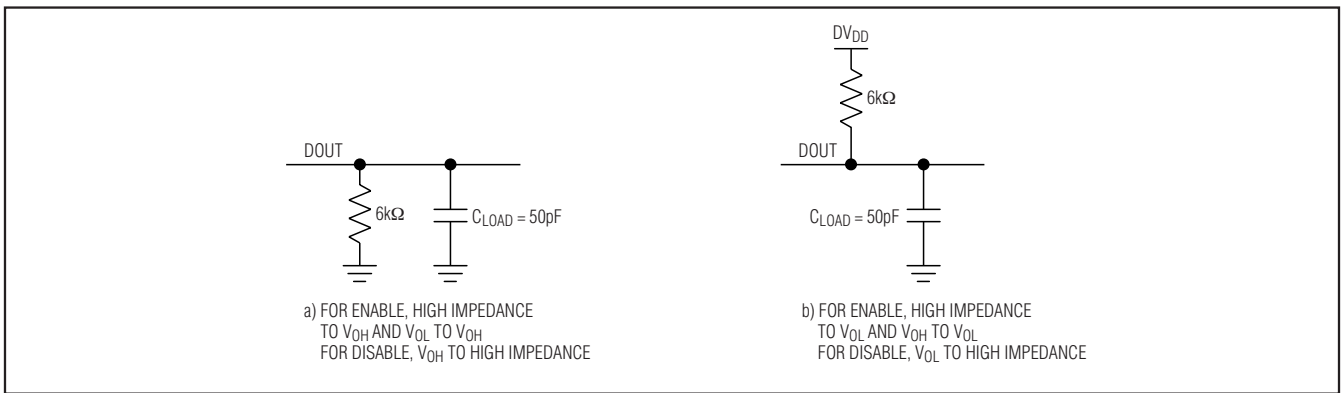 DOUT
6kΩ
CLOAD = 50pF
a) FOR ENABLE, HIGH IMPEDANCE
TO VOH AND VOL TO VOH
FOR DISABLE, VOH TO HIGH IMPEDANCE
DVDD
6kΩ
DOUT
CLOAD = 50pF
b) FOR ENABLE, HIGH IMPEDANCE
TO VOL AND VOH TO VOL
FOR DISABLE, VOL TO HIGH IMPEDANCE